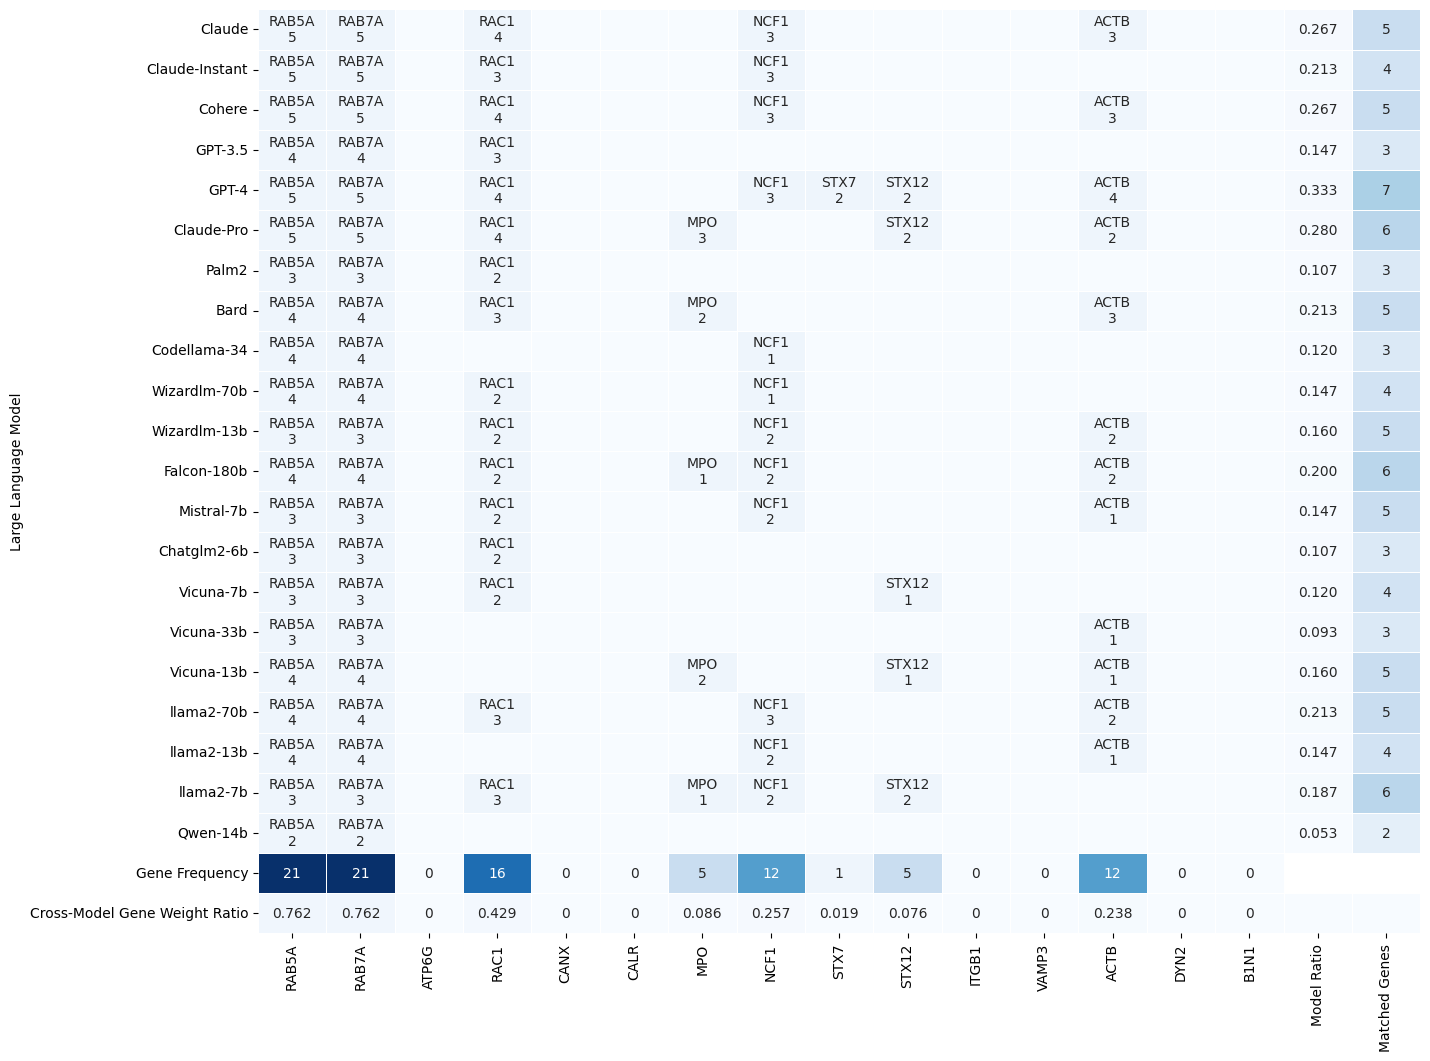 Large Language Model
Claude RAB5A RAB7A RAC1 NCF1 ACTB 0.267 5
5 5 4 3 3
Claude-Instant RAB5A RAB7A RAC1 NCF1 0.213 4
5 5 3 3
Cohere RAB5A RAB7A RAC1 NCF1 ACTB 0.267 5
5 5 4 3 3
GPT-3.5 RAB5A RAB7A RAC1 0.147 3
4 4 3
GPT-4 RAB5A RAB7A RAC1 NCF1 STX7 STX12 ACTB 0.333 7
5 5 4 3 2 2 4
Claude-Pro RAB5A RAB7A RAC1 MPO STX12 ACTB 0.280 6
5 5 4 3 2 2
Palm2 RAB5A RAB7A RAC1 0.107 3
3 3 2
Bard RAB5A RAB7A RAC1 MPO ACTB 0.213 5
4 4 3 2 3
Codellama-34 RAB5A RAB7A NCF1 0.120 3
4 4 1
Wizardlm-70b RAB5A RAB7A RAC1 NCF1 0.147 4
4 4 2 1
Wizardlm-13b RAB5A RAB7A RAC1 NCF1 ACTB 0.160 5
3 3 2 2 2
Falcon-180b RAB5A RAB7A RAC1 MPO NCF1 ACTB 0.200 6
4 4 2 1 2 2
Mistral-7b RAB5A RAB7A RAC1 NCF1 ACTB 0.147 5
3 3 2 2 1
Chatglm2-6b RAB5A RAB7A RAC1 0.107 3
3 3 2
Vicuna-7b RAB5A RAB7A RAC1 STX12 0.120 4
3 3 2 1
Vicuna-33b RAB5A RAB7A ACTB 0.093 3
3 3 1
Vicuna-13b RAB5A RAB7A MPO STX12 ACTB 0.160 5
4 4 2 1 1
llama2-70b RAB5A RAB7A RAC1 NCF1 ACTB 0.213 5
4 4 3 3 2
llama2-13b RAB5A RAB7A NCF1 ACTB 0.147 4
4 4 2 1
llama2-7b RAB5A RAB7A RAC1 MPO NCF1 STX12 0.187 6
3 3 3 1 2 2
Qwen-14b RAB5A RAB7A 0.053 2
2 2
Gene Frequency 21 21 0 16 0 0 5 12 1 5 0 0 12 0 0
Cross-Model Gene Weight Ratio 0.762 0.762 0 0.429 0 0 0.086 0.257 0.019 0.076 0 0 0.238 0 0
RAB5A RAB7A ATP6G RAC1 CANX CALR MPO NCF1 STX7 STX12 ITGB1 VAMP3 ACTB DYN2 B1N1 Model Ratio Matched Genes